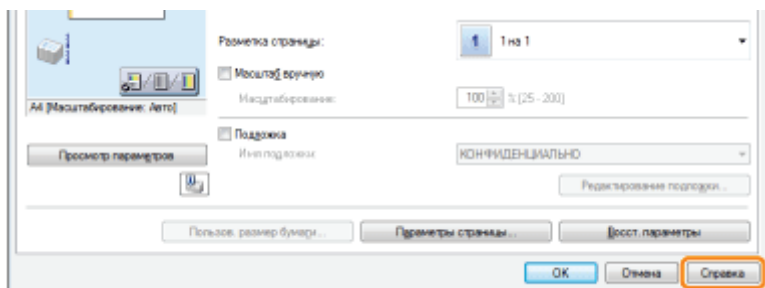 Разметка страницы:
1
1 на 1
Масштаб вручную
Масштабирование:
100
% (25 - 200)
A4 [Масштабирование: Авто]
Подложка
Имя подложки:
КОНФИДЕНЦИАЛЬНО
Просмотр параметров
Редактирование подложки...
Пользов. размер бумаги...
Параметры страницы...
Восст. параметры
OK
Отмена
Справка